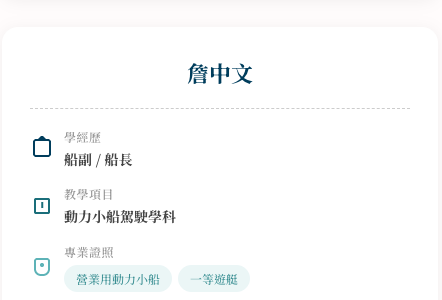 詹中文
學經歷
船副 / 船長
教學項目
動力小船駕駛學科
專業證照
營業用動力小船 一等遊艇